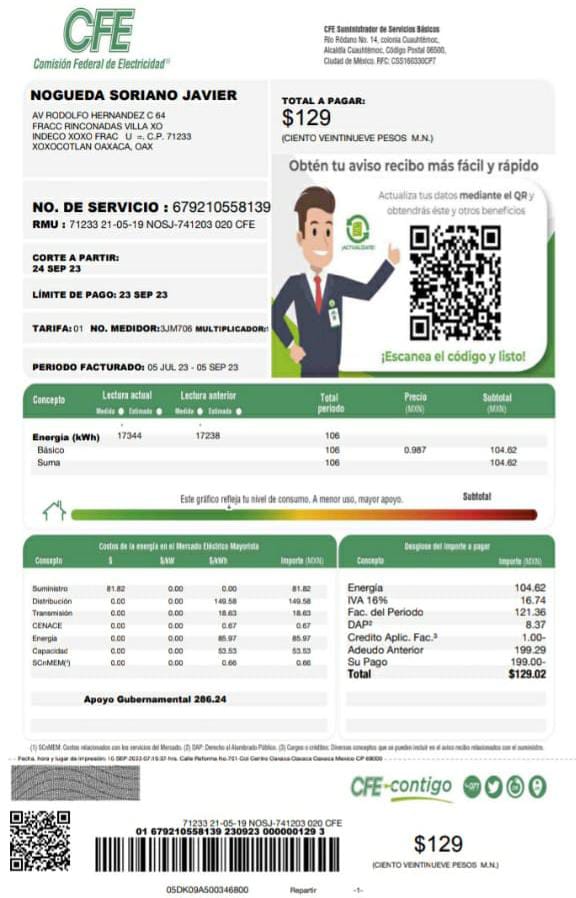 CFE
Comisión Federal de Electricidad
CFE Suministrador de Servicios Básicos
Río Ródano No. 14, colonia Cuauhtémoc,
Alcaldía Cuauhtémoc, Código Postal 06500,
Ciudad de México. RFC: CSS160330CP7
NOGUEDA SORIANO JAVIER
AV RODOLFO HERNANDEZ C 64
FRACC RINCONADAS VILLA XO
INDECO XOXO FRAC U =. C.P. 71233
XOXOCOTLAN OAXACA, OAX
TOTAL A PAGAR:
$129
(CIENTO VEINTINUEVE PESOS M.N.)
NO. DE SERVICIO : 679210558139
RMU : 71233 21-05-19 NOSJ-741203 020 CFE
CORTE A PARTIR:
24 SEP 23
LÍMITE DE PAGO: 23 SEP 23
TARIFA: 01 NO. MEDIDOR:3JM706 MULTIPLICADOR:1
PERIODO FACTURADO: 05 JUL 23 - 05 SEP 23
Obtén tu aviso recibo más fácil y rápido
Actualiza tus datos mediante el QR y
obtendrás éste y otros beneficios
¡ACTUALÍZATE!
¡Escanea el código y listo!
Concepto Lectura actual Lectura anterior Total periodo Precio (MXN) Subtotal (MXN)
Medida Estimada Medida Estimada
Energía (kWh) 17344 17238 106
Básico 106 0.987 104.62
Suma 106 104.62
Este gráfico refleja tu nivel de consumo. A menor uso, mayor apoyo.
Subtotal
Costos de la energía en el Mercado Eléctrico Mayorista
Concepto $ $/kW $/kWh Importe (MXN)
Suministro 81.82 0.00 0.00 81.82
Distribución 0.00 0.00 149.58 149.58
Transmisión 0.00 0.00 18.63 18.63
CENACE 0.00 0.00 0.67 0.67
Energía 0.00 0.00 85.97 85.97
Capacidad 0.00 0.00 53.53 53.53
SCnMEM(¹) 0.00 0.00 0.66 0.66
Apoyo Gubernamental 286.24
Desglose del importe a pagar
Concepto Importe (MXN)
Energía 104.62
IVA 16% 16.74
Fac. del Periodo 121.36
DAP² 8.37
Credito Aplic. Fac.³ 1.00-
Adeudo Anterior 199.29
Su Pago 199.00-
Total $129.02
(1) SCnMEM: Costos relacionados con los servicios del Mercado. (2) DAP: Derecho al Alumbrado Público. (3) Cargos o créditos: Diversos conceptos que se pueden incluir en el aviso recibo relacionados con el suministro.
Fecha, hora y lugar de impresión: 10 SEP 2023 07:15:37 hrs. Calle Reforma No.701 Col Centro Oaxaca Oaxaca Oaxaca Mexico CP 68000
CFE-contigo
71233 21-05-19 NOSJ-741203 020 CFE
01 679210558139 230923 000000129 3
$129
(CIENTO VEINTINUEVE PESOS M.N.)
05DK09A500346800 Repartir -1-